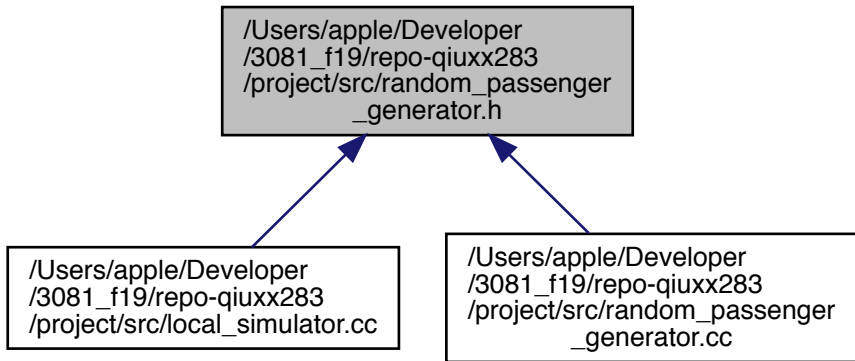 /Users/apple/Developer
/3081_f19/repo-qiuxx283
/project/src/random_passenger
_generator.h
/Users/apple/Developer
/3081_f19/repo-qiuxx283
/project/src/local_simulator.cc
/Users/apple/Developer
/3081_f19/repo-qiuxx283
/project/src/random_passenger
_generator.cc